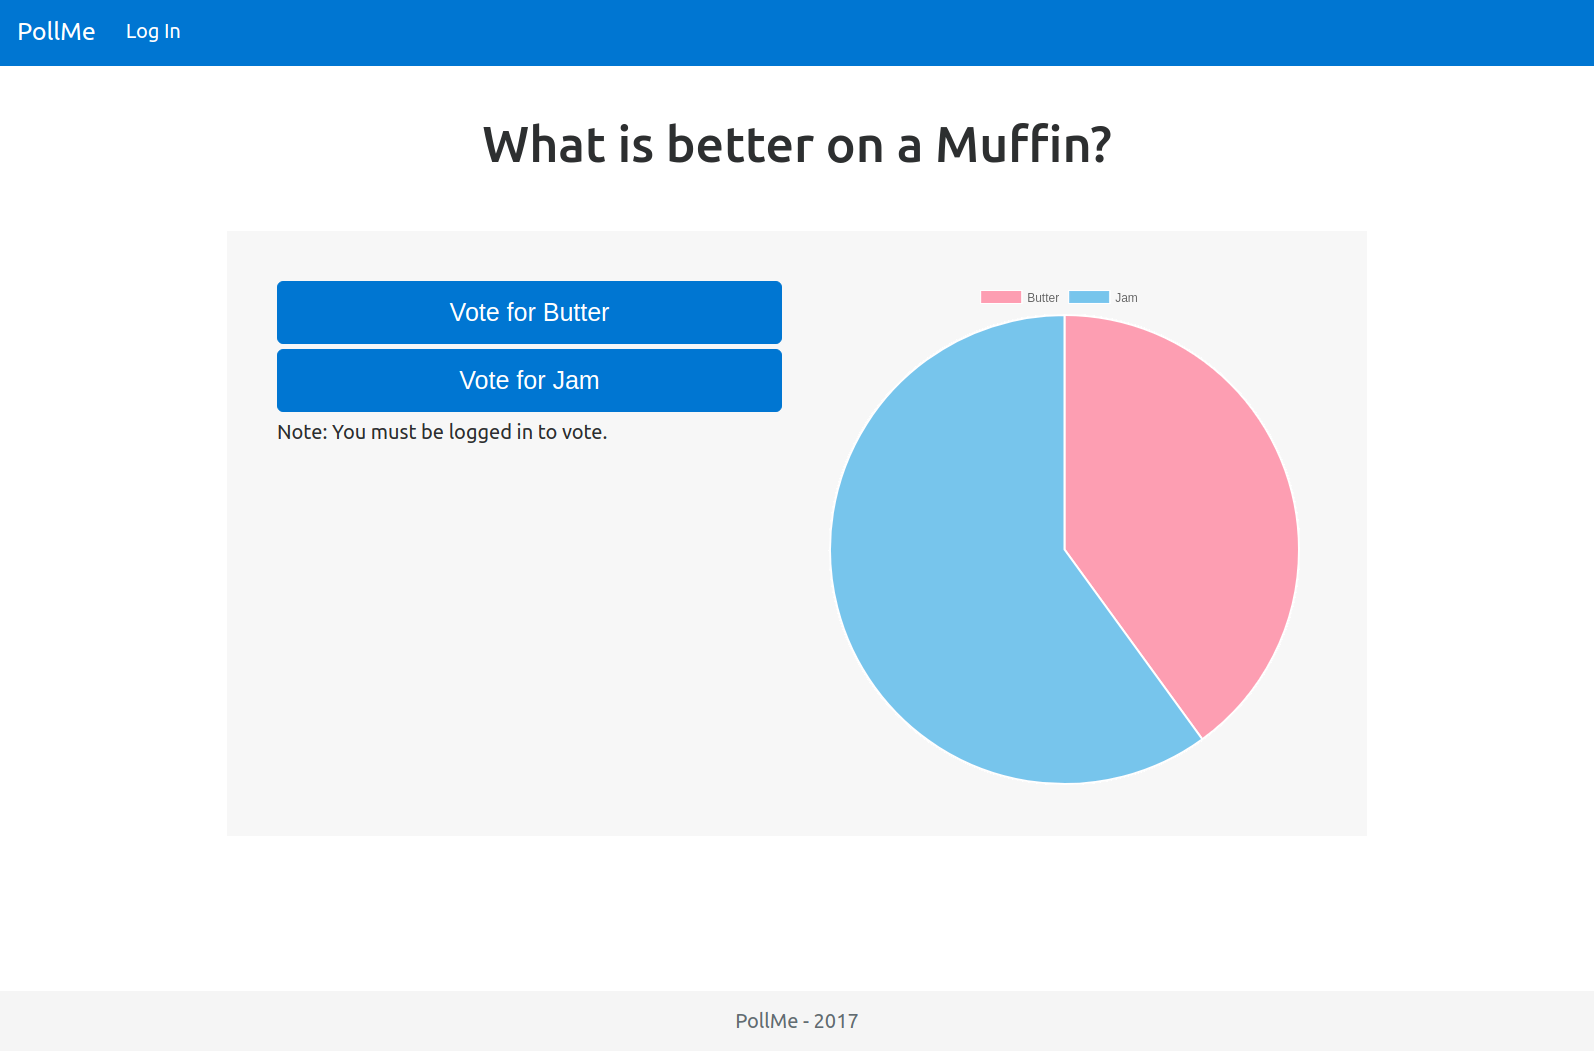 PollMe Log In
What is better on a Muffin?
Vote for Butter
Vote for Jam
Note: You must be logged in to vote.
Butter Jam
PollMe - 2017